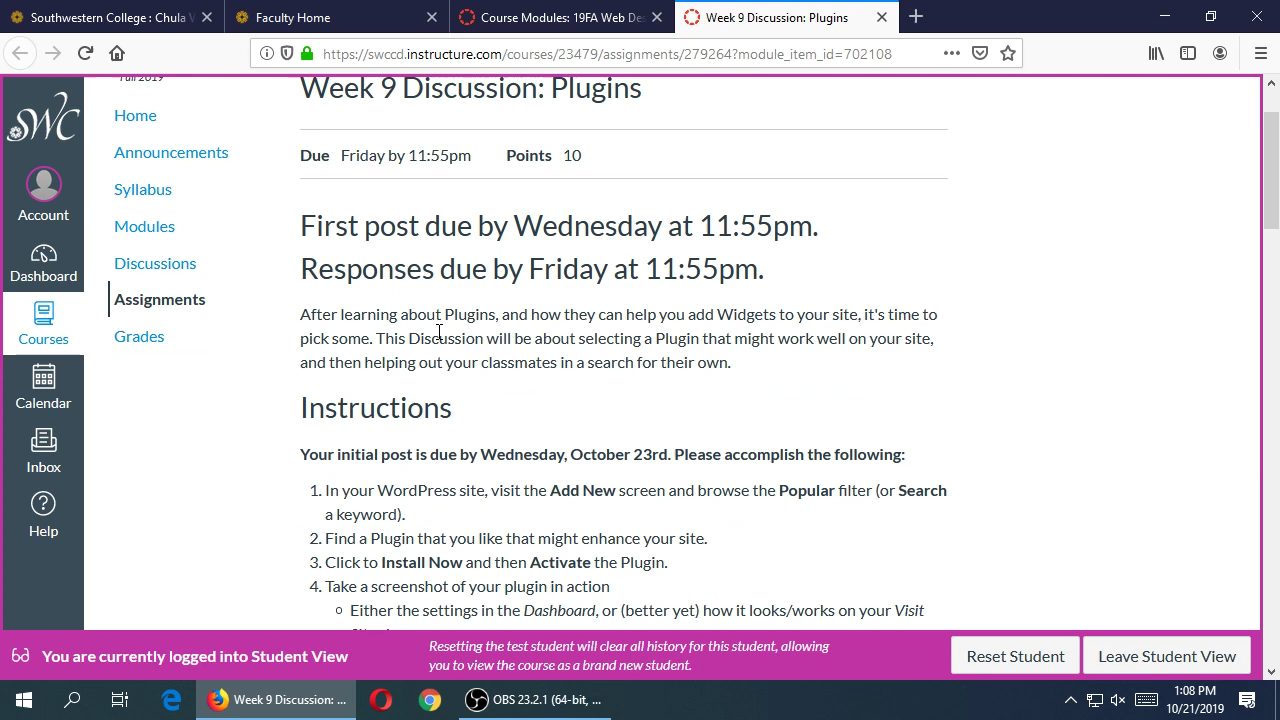 Southwestern College : Chula V
Faculty Home
Course Modules: 19FA Web De
Week 9 Discussion: Plugins
https://swccd.instructure.com/courses/23479/assignments/279264?module_item_id=702108
Fall 2019
SWC
Account
Dashboard
Courses
Calendar
Inbox
Help
Home
Announcements
Syllabus
Modules
Discussions
Assignments
Grades
Week 9 Discussion: Plugins
Due Friday by 11:55pm Points 10
First post due by Wednesday at 11:55pm.
Responses due by Friday at 11:55pm.
After learning about Plugins, and how they can help you add Widgets to your site, it's time to
pick some. This Discussion will be about selecting a Plugin that might work well on your site,
and then helping out your classmates in a search for their own.
Instructions
Your initial post is due by Wednesday, October 23rd. Please accomplish the following:
1. In your WordPress site, visit the Add New screen and browse the Popular filter (or Search
a keyword).
2. Find a Plugin that you like that might enhance your site.
3. Click to Install Now and then Activate the Plugin.
4. Take a screenshot of your plugin in action
Either the settings in the Dashboard, or (better yet) how it looks/works on your Visit
You are currently logged into Student View
Resetting the test student will clear all history for this student, allowing
you to view the course as a brand new student.
Reset Student
Leave Student View
Week 9 Discussion: ...
OBS 23.2.1 (64-bit, ...
1:08 PM
10/21/2019